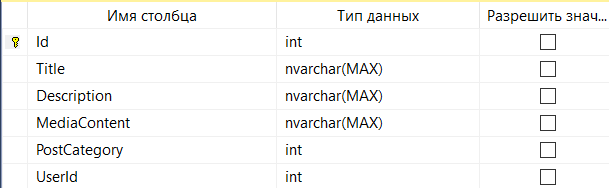 Имя столбца Тип данных Разрешить знач...
Id int
Title nvarchar(MAX)
Description nvarchar(MAX)
MediaContent nvarchar(MAX)
PostCategory int
UserId int